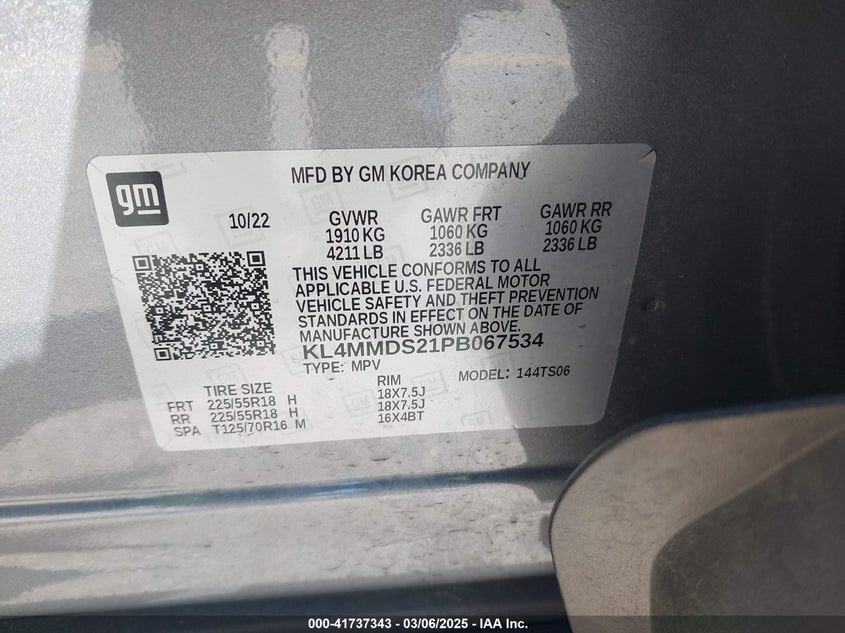 gm
MFD BY GM KOREA COMPANY
10/22 GVWR GAWR FRT GAWR RR
1910 KG 1060 KG 1060 KG
4211 LB 2336 LB 2336 LB
THIS VEHICLE CONFORMS TO ALL
APPLICABLE U.S. FEDERAL MOTOR
VEHICLE SAFETY AND THEFT PREVENTION
STANDARDS IN EFFECT ON THE DATE OF
MANUFACTURE SHOWN ABOVE.
KL4MMDS21PB067534
TYPE: MPV MODEL: 144TS06
TIRE SIZE RIM
FRT 225/55R18 H 18X7.5J
RR 225/55R18 H 18X7.5J
SPA T125/70R16 M 16X4BT
000-41737343 | 03/06/2025 - IAA Inc.